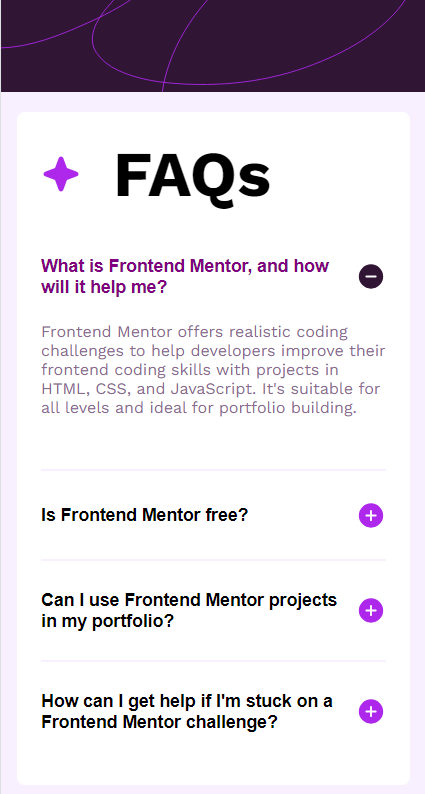 FAQs
What is Frontend Mentor, and how
will it help me?
Frontend Mentor offers realistic coding
challenges to help developers improve their
frontend coding skills with projects in
HTML, CSS, and JavaScript. It's suitable for
all levels and ideal for portfolio building.
Is Frontend Mentor free?
Can I use Frontend Mentor projects
in my portfolio?
How can I get help if I'm stuck on a
Frontend Mentor challenge?